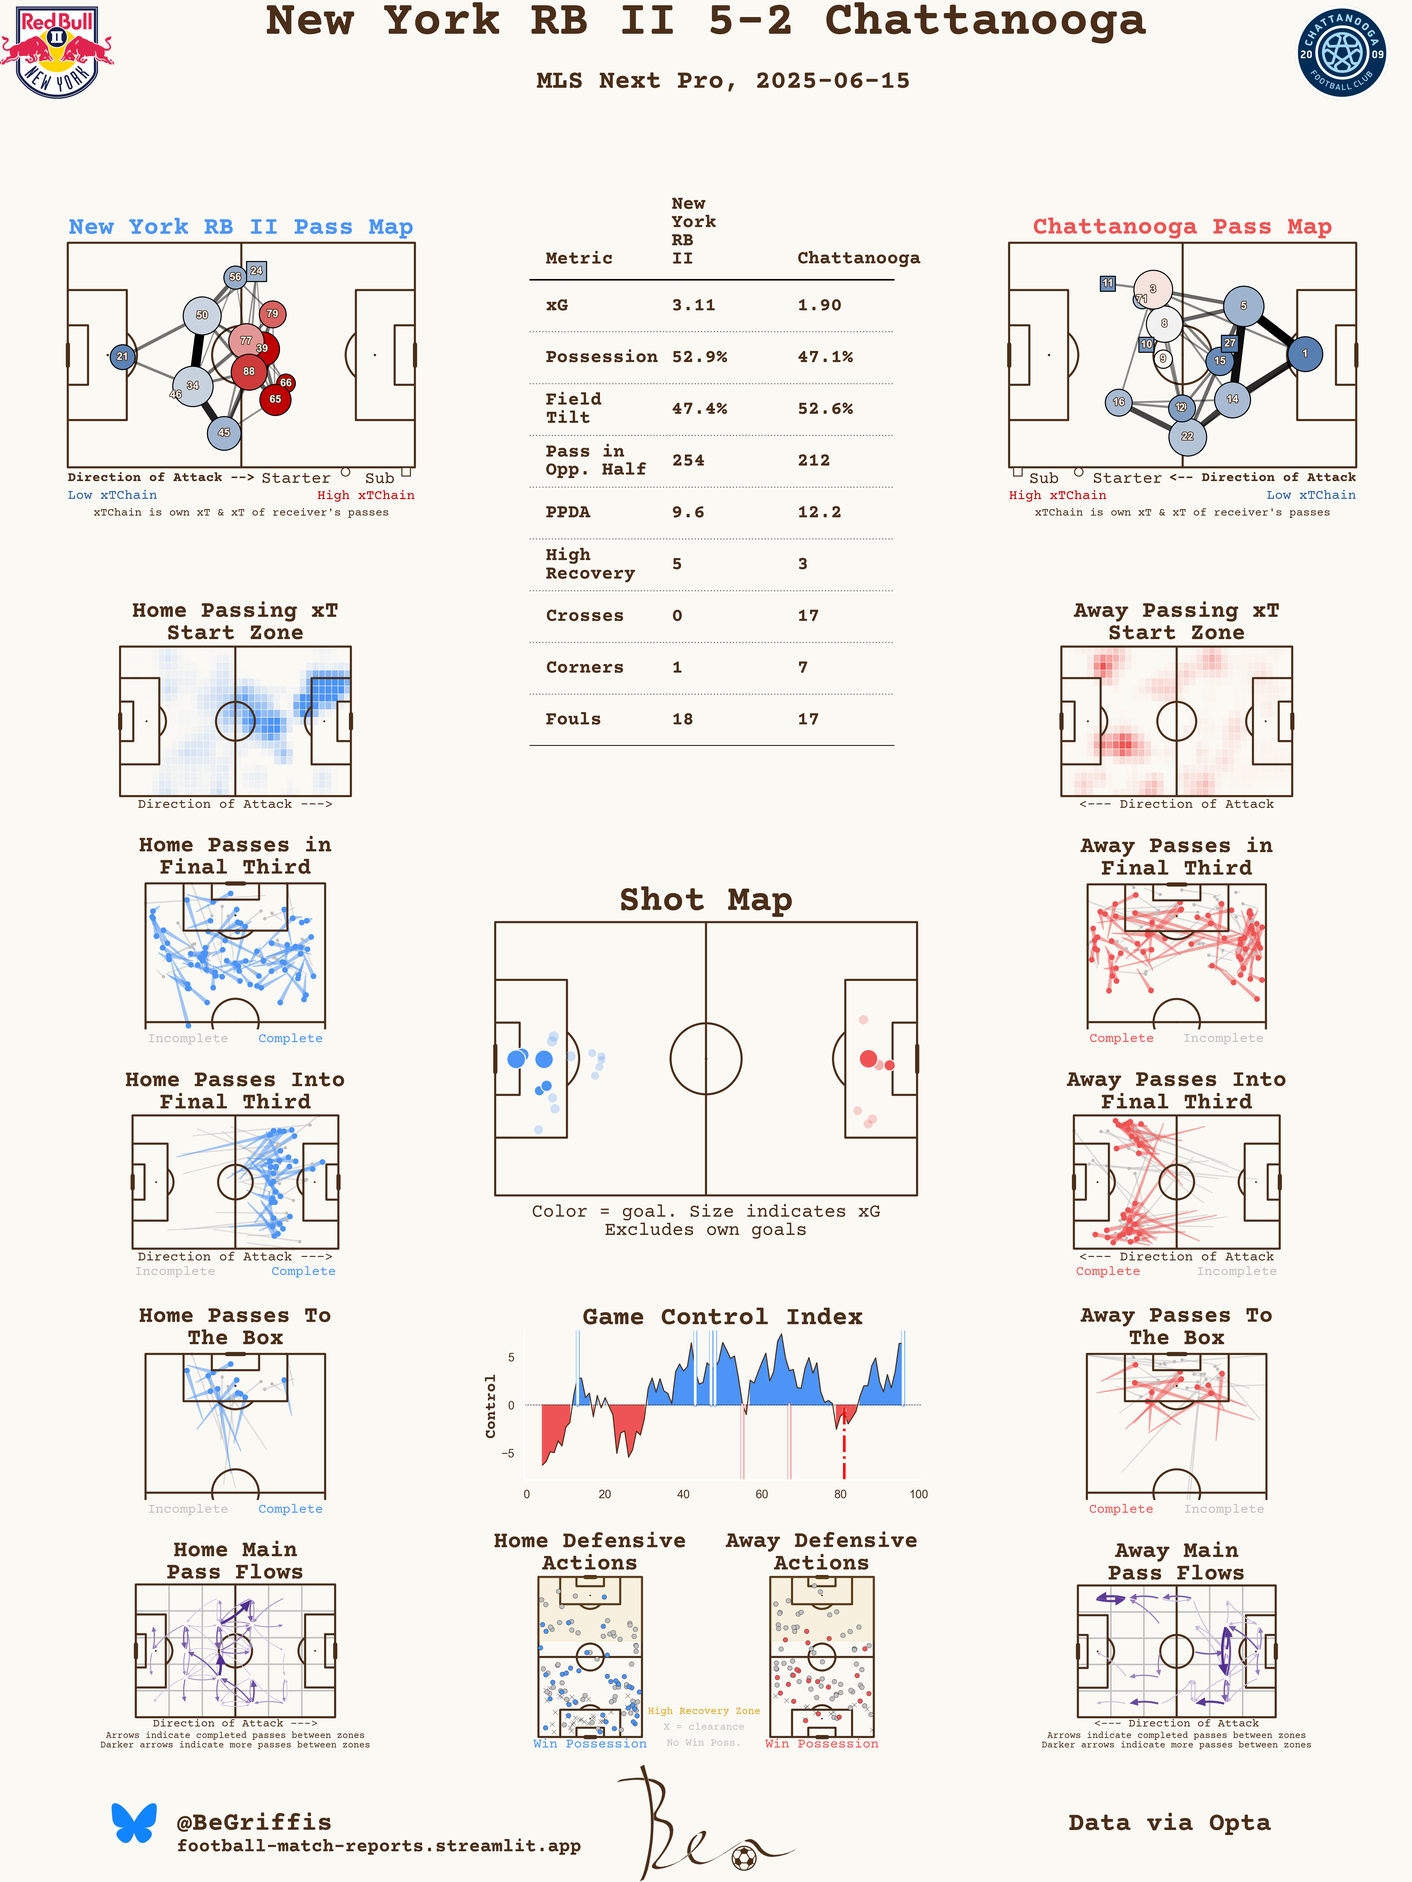 New York RB II 5-2 Chattanooga
MLS Next Pro, 2025-06-15
Red Bull
II
NEW YORK
CHATTANOOGA
20 09
FOOTBALL CLUB
New York RB II Pass Map
56
24
50
79
77
39
21
88
34
66
46
65
45
Direction of Attack --> Starter Sub
Low xTChain High xTChain
xTChain is own xT & xT of receiver's passes
New
York
RB
Metric II Chattanooga
xG 3.11 1.90
Possession 52.9% 47.1%
Field
Tilt 47.4% 52.6%
Pass in
Opp. Half 254 212
PPDA 9.6 12.2
High
Recovery 5 3
Crosses 0 17
Corners 1 7
Fouls 18 17
Chattanooga Pass Map
11
3
71
5
8
10
27
9
15
1
16
12
14
22
Sub Starter <-- Direction of Attack
High xTChain Low xTChain
xTChain is own xT & xT of receiver's passes
Home Passing xT
Start Zone
Direction of Attack --->
Away Passing xT
Start Zone
<--- Direction of Attack
Home Passes in
Final Third
Incomplete Complete
Away Passes in
Final Third
Complete Incomplete
Shot Map
Color = goal. Size indicates xG
Excludes own goals
Home Passes Into
Final Third
Direction of Attack --->
Incomplete Complete
Away Passes Into
Final Third
<--- Direction of Attack
Complete Incomplete
Home Passes To
The Box
Incomplete Complete
Game Control Index
Control
5
0
−5
0 20 40 60 80 100
Away Passes To
The Box
Complete Incomplete
Home Main
Pass Flows
Direction of Attack --->
Arrows indicate completed passes between zones
Darker arrows indicate more passes between zones
Home Defensive
Actions
Win Possession
High Recovery Zone
X = clearance
No Win Poss.
Away Defensive
Actions
Win Possession
Away Main
Pass Flows
<--- Direction of Attack
Arrows indicate completed passes between zones
Darker arrows indicate more passes between zones
@BeGriffis
football-match-reports.streamlit.app
Ben
Data via Opta